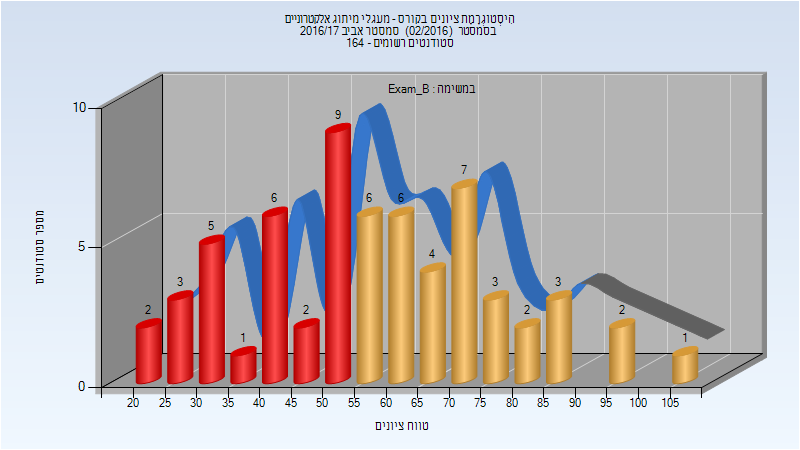 היסטוגרמת ציונים בקורס - מעגלי מיתוג אלקטרוניים
בסמסטר (02/2016) סמסטר אביב 2016/17
סטודנטים רשומים - 164
במשימה : Exam_B
מספר סטודנטים
10
5
0
2
3
5
1
6
2
9
6
6
4
7
3
2
3
2
1
20 25 30 35 40 45 50 55 60 65 70 75 80 85 90 95 100 105
טווח ציונים